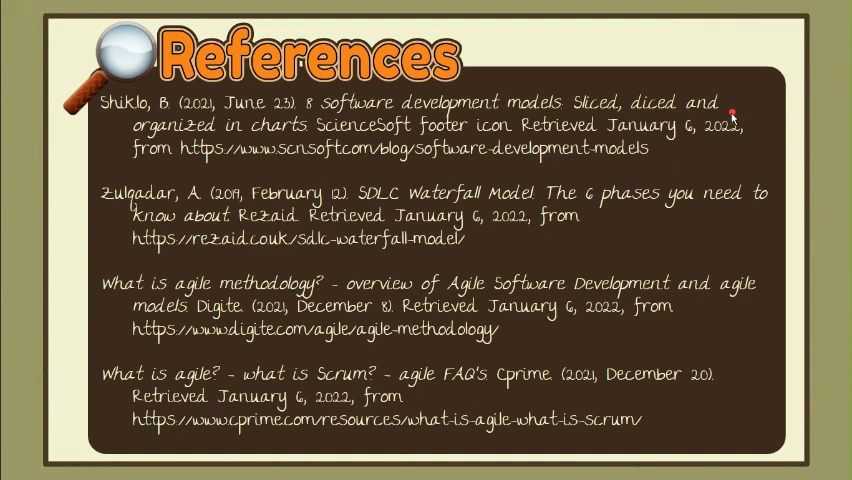 References
Shiklo, B. (2021, June 23). 8 software development models: Sliced, diced and
organized in charts. ScienceSoft footer icon. Retrieved January 6, 2022,
from https://www.scnsoft.com/blog/software-development-models
Zulqadar, A. (2019, February 12). SDLC Waterfall Model: The 6 phases you need to
know about. Rezaid. Retrieved January 6, 2022, from
https://rezaid.co.uk/sdlc-waterfall-model/
What is agile methodology? - overview of Agile Software Development and agile
models. Digite. (2021, December 8). Retrieved January 6, 2022, from
https://www.digite.com/agile/agile-methodology/
What is agile? - what is Scrum? - agile FAQ's. Cprime. (2021, December 20).
Retrieved January 6, 2022, from
https://www.cprime.com/resources/what-is-agile-what-is-scrum/